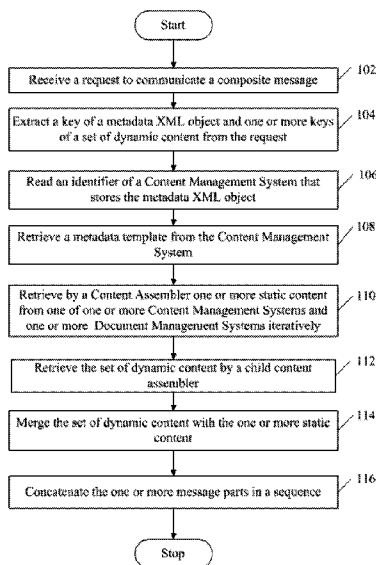 Start
Receive a request to communicate a composite message
102
Extract a key of a metadata XML object and one or more keys
of a set of dynamic content from the request
104
Read an identifier of a Content Management System that
stores the metadata XML object
106
Retrieve a metadata template from the Content Management
System
108
Retrieve by a Content Assembler one or more static content
from one of one or more Content Management Systems and
one or more Document Management Systems iteratively
110
Retrieve the set of dynamic content by a child content
assembler
112
Merge the set of dynamic content with the one or more static
content
114
Concatenate the one or more message parts in a sequence
116
Stop